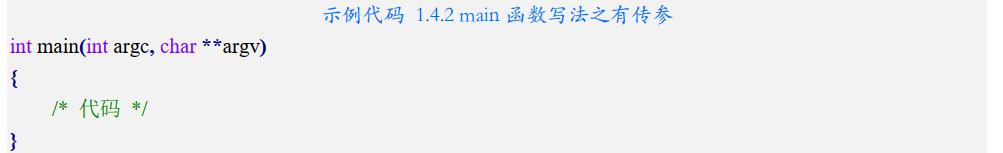 示例代码 1.4.2 main 函数写法之有传参
int main(int argc, char **argv)
{
/* 代码 */
}